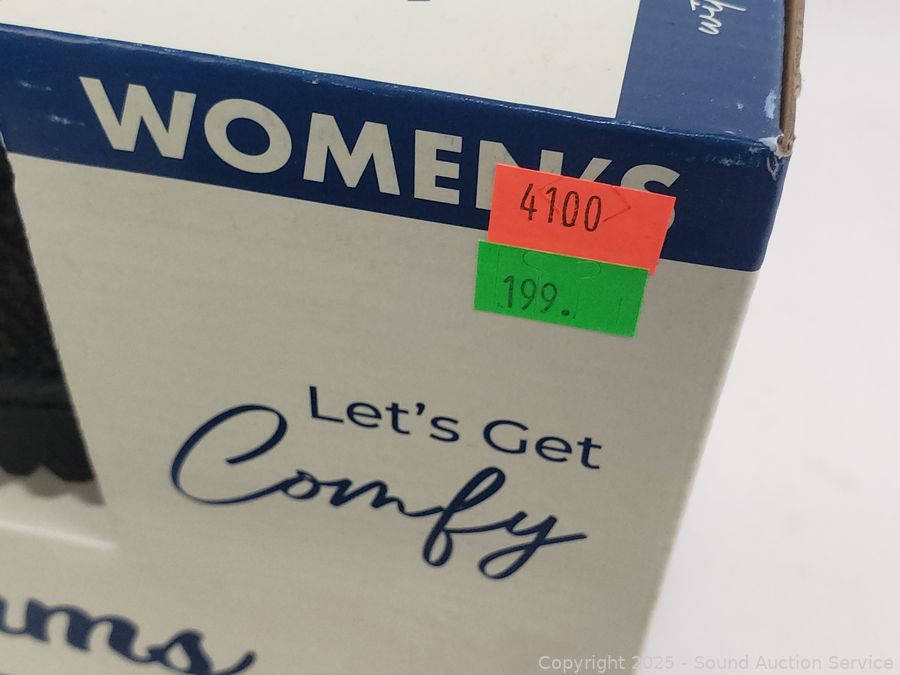 WOMEN'S
4100
199.
Let's Get
Comfy
Copyright 2025 - Sound Auction Service